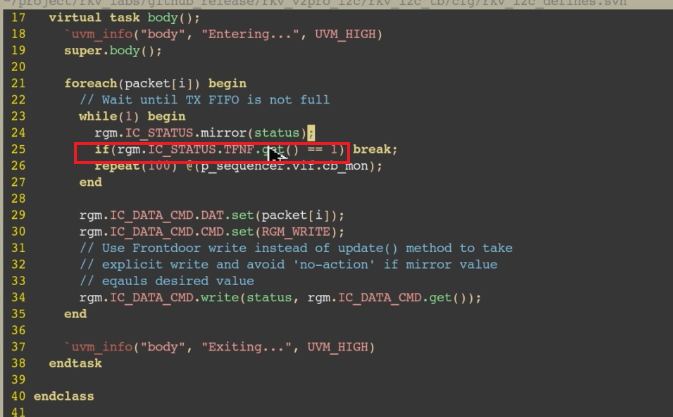 ~/project/rkv_labs/github_release/rkv_v2pro_i2c/rkv_i2c_tb/cfg/rkv_i2c_defines.svh
17 virtual task body();
18 `uvm_info("body", "Entering...", UVM_HIGH)
19 super.body();
20
21 foreach(packet[i]) begin
22 // Wait until TX FIFO is not full
23 while(1) begin
24 rgm.IC_STATUS.mirror(status);
25 if(rgm.IC_STATUS.TFNF.get() == 1) break;
26 repeat(100) @(p_sequencer.vif.cb_mon);
27 end
28
29 rgm.IC_DATA_CMD.DAT.set(packet[i]);
30 rgm.IC_DATA_CMD.CMD.set(RGM_WRITE);
31 // Use Frontdoor write instead of update() method to take
32 // explicit write and avoid 'no-action' if mirror value
33 // eqauls desired value
34 rgm.IC_DATA_CMD.write(status, rgm.IC_DATA_CMD.get());
35 end
36
37 `uvm_info("body", "Exiting...", UVM_HIGH)
38 endtask
39
40 endclass
41